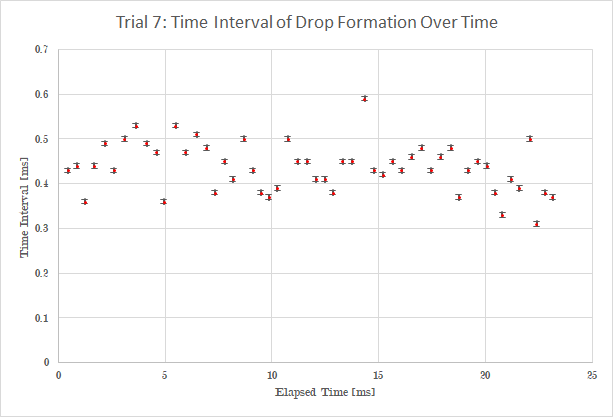 Trial 7: Time Interval of Drop Formation Over Time
0.7
0.6
0.5
0.4
0.3
0.2
0.1
0
Time Interval [ms]
0 5 10 15 20 25
Elapsed Time [ms]